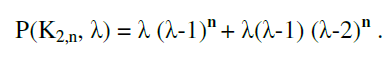 P(K₂,ₙ, λ) = λ (λ-1)ⁿ + λ(λ-1) (λ-2)ⁿ .